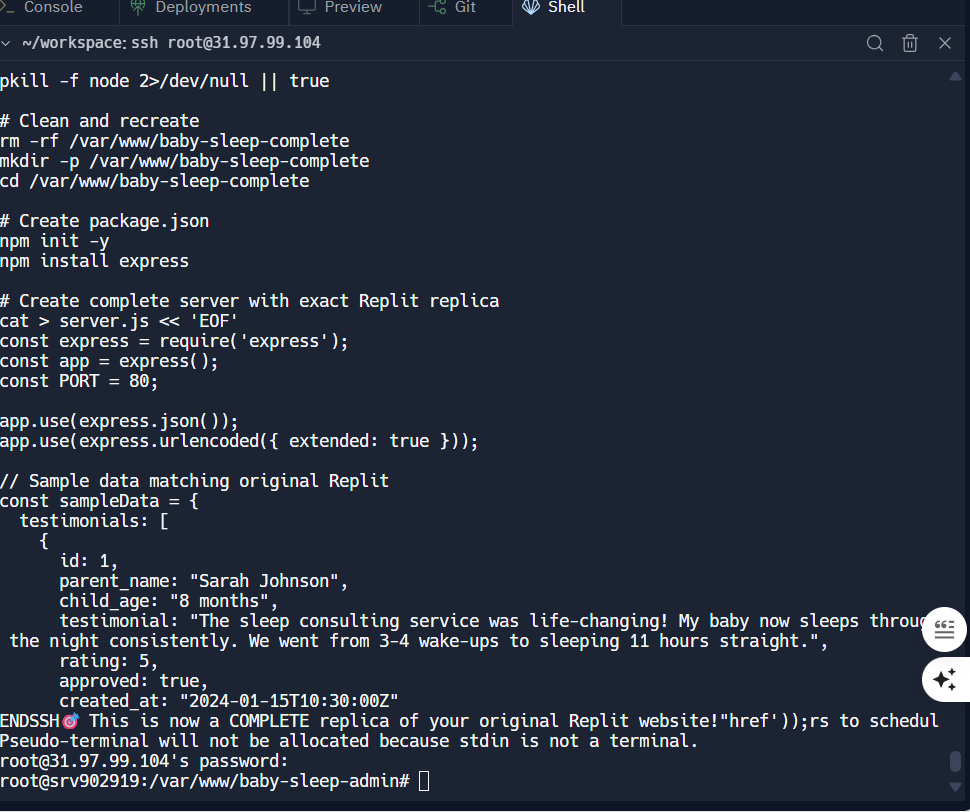 Console
Deployments
Preview
Git
Shell
~/workspace: ssh root@31.97.99.104
pkill -f node 2>/dev/null || true
# Clean and recreate
rm -rf /var/www/baby-sleep-complete
mkdir -p /var/www/baby-sleep-complete
cd /var/www/baby-sleep-complete
# Create package.json
npm init -y
npm install express
# Create complete server with exact Replit replica
cat > server.js << 'EOF'
const express = require('express');
const app = express();
const PORT = 80;
app.use(express.json());
app.use(express.urlencoded({ extended: true }));
// Sample data matching original Replit
const sampleData = {
  testimonials: [
    {
      id: 1,
      parent_name: "Sarah Johnson",
      child_age: "8 months",
      testimonial: "The sleep consulting service was life-changing! My baby now sleeps
 the night consistently. We went from 3-4 wake-ups to sleeping 11 hours straight.",
      rating: 5,
      approved: true,
      created_at: "2024-01-15T10:30:00Z"
ENDSSH🎯 This is now a COMPLETE replica of your original Replit website!"href'));rs to schedul
Pseudo-terminal will not be allocated because stdin is not a terminal.
root@31.97.99.104's password:
root@srv902919:/var/www/baby-sleep-admin#